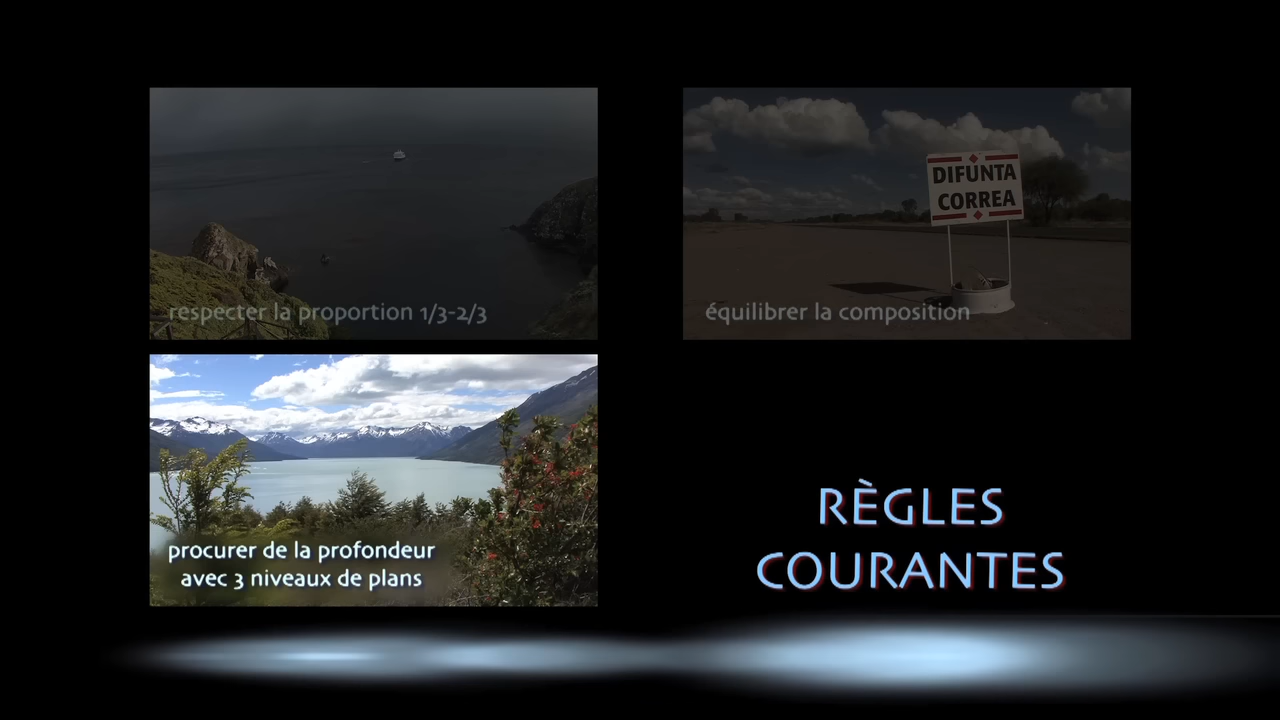 DIFUNTA
CORREA
respecter la proportion 1/3-2/3
équilibrer la composition
procurer de la profondeur
avec 3 niveaux de plans
RÈGLES
COURANTES